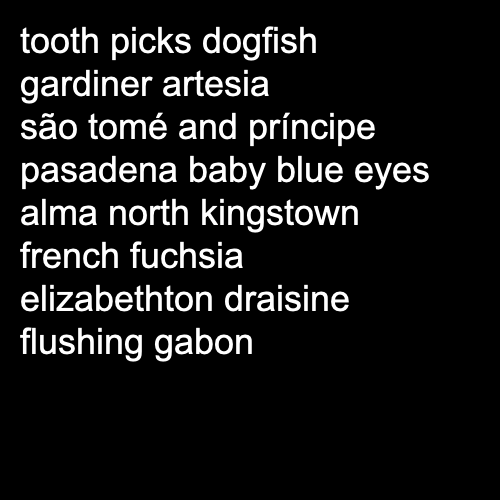 tooth picks dogfish
gardiner artesia
são tomé and príncipe
pasadena baby blue eyes
alma north kingstown
french fuchsia
elizabethton draisine
flushing gabon